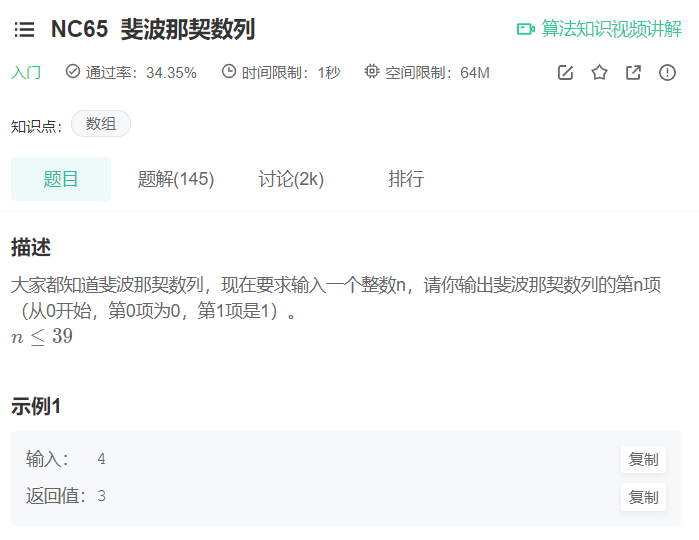 NC65 斐波那契数列 算法知识视频讲解
入门 通过率：34.35% 时间限制：1秒 空间限制：64M
知识点： 数组
题目 题解(145) 讨论(2k) 排行
描述
大家都知道斐波那契数列，现在要求输入一个整数n，请你输出斐波那契数列的第n项
（从0开始，第0项为0，第1项是1）。
n ≤ 39
示例1
输入： 4 复制
返回值：3 复制